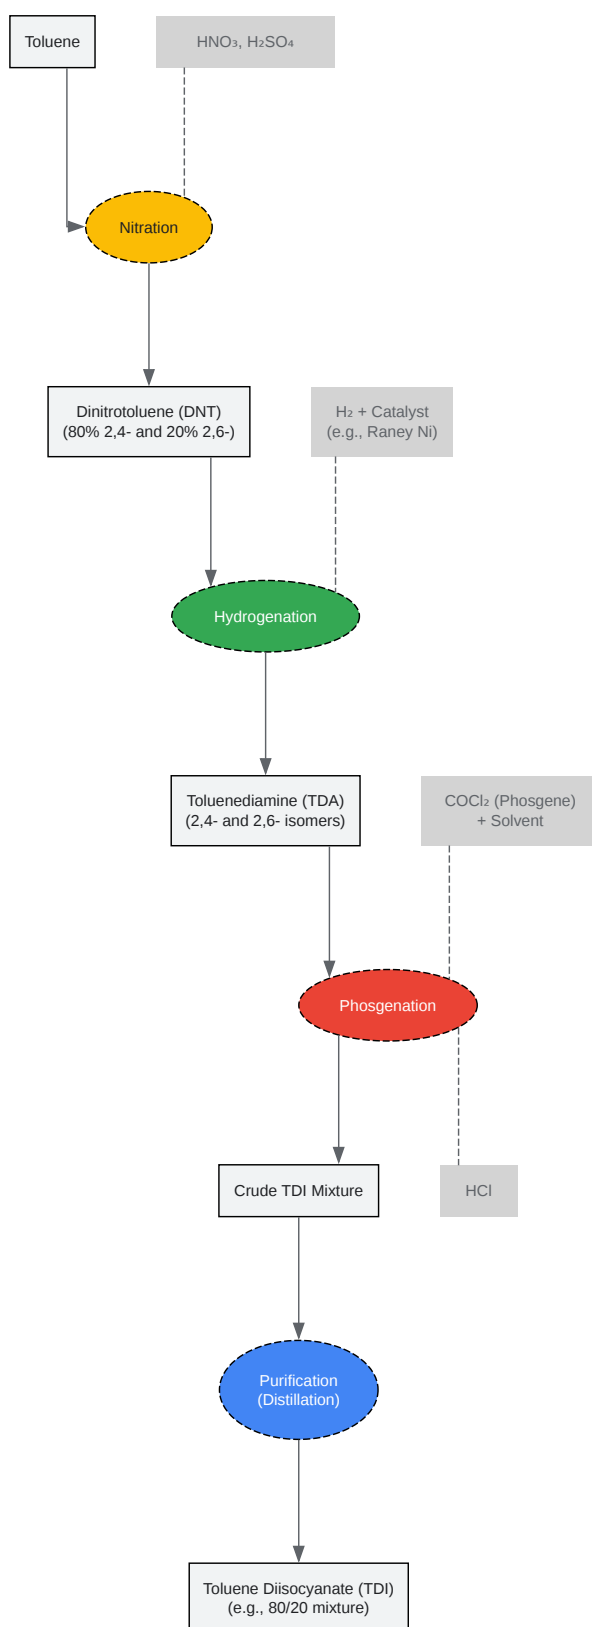 Toluene
HNO₃, H₂SO₄
Nitration
Dinitrotoluene (DNT)
(80% 2,4- and 20% 2,6-)
H₂ + Catalyst
(e.g., Raney Ni)
Hydrogenation
Toluenediamine (TDA)
(2,4- and 2,6- isomers)
COCl₂ (Phosgene)
+ Solvent
Phosgenation
Crude TDI Mixture
HCl
Purification
(Distillation)
Toluene Diisocyanate (TDI)
(e.g., 80/20 mixture)